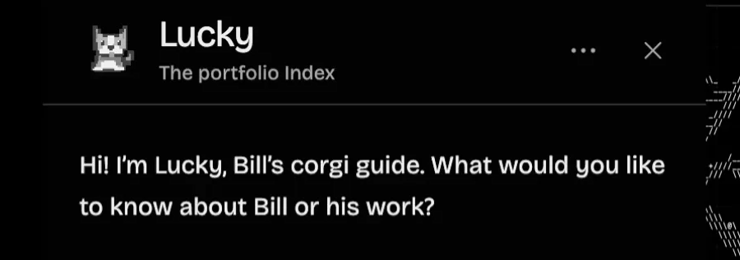 Lucky
The portfolio Index
Hi! I'm Lucky, Bill's corgi guide. What would you like
to know about Bill or his work?